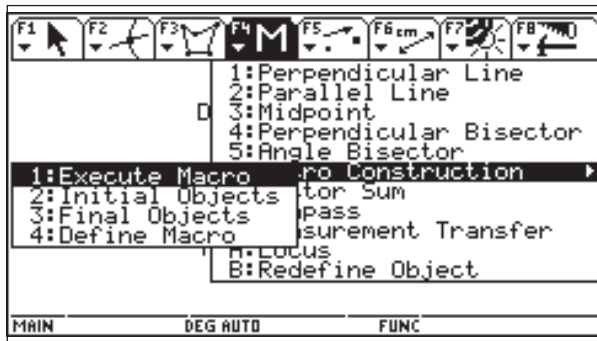 F1 F2 F3 F4 M F5 F6 cm F7 F8
1:Perpendicular Line
2:Parallel Line
D 3:Midpoint
4:Perpendicular Bisector
5:Angle Bisector
1:Execute Macro ro Construction
2:Initial Objects tor Sum
3:Final Objects pass
4:Define Macro surement Transfer
A:Locus
B:Redefine Object
MAIN DEG AUTO FUNC